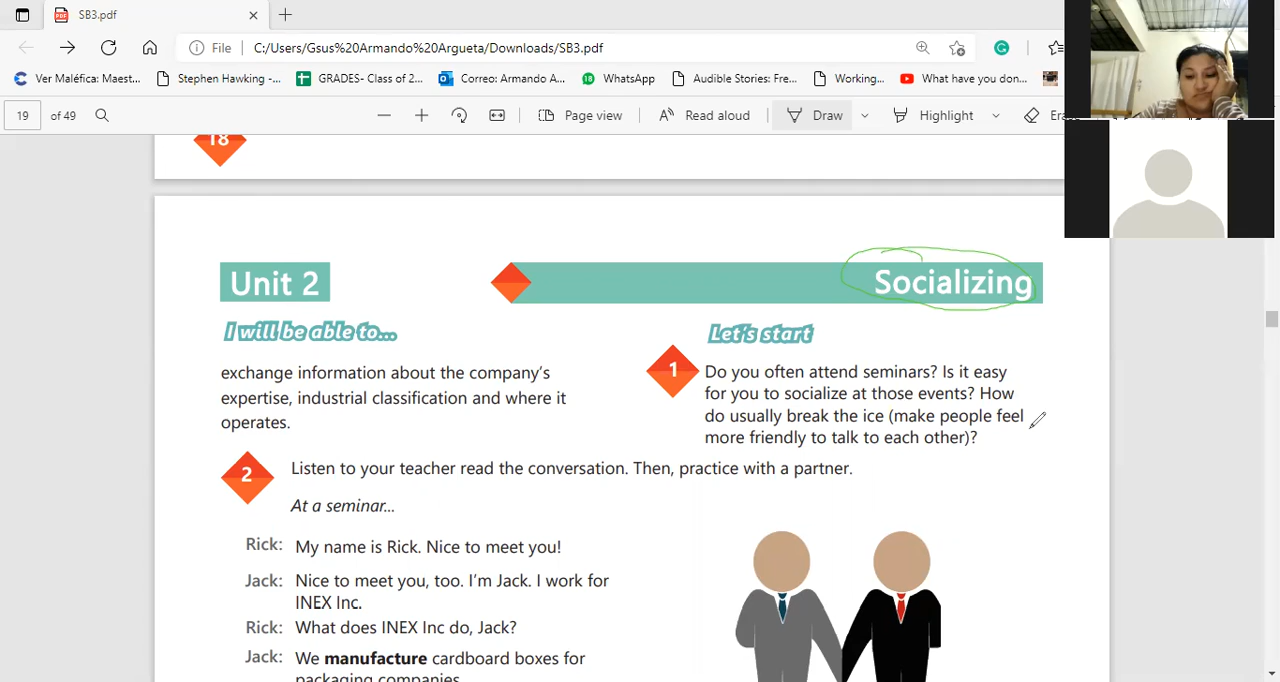 SB3.pdf
File
C:/Users/Gsus%20Armando%20Argueta/Downloads/SB3.pdf
Ver Maléfica: Maest...
Stephen Hawking -...
GRADES- Class of 2...
Correo: Armando A...
WhatsApp
Audible Stories: Fre...
Working...
What have you don...
19 of 49
Page view
Read aloud
Draw
Highlight
18
Unit 2
Socializing
I will be able to...
exchange information about the company's
expertise, industrial classification and where it
operates.
Let's start
1
Do you often attend seminars? Is it easy
for you to socialize at those events? How
do usually break the ice (make people feel
more friendly to talk to each other)?
2
Listen to your teacher read the conversation. Then, practice with a partner.
At a seminar...
Rick: My name is Rick. Nice to meet you!
Jack: Nice to meet you, too. I'm Jack. I work for
INEX Inc.
Rick: What does INEX Inc do, Jack?
Jack: We manufacture cardboard boxes for
packaging companies